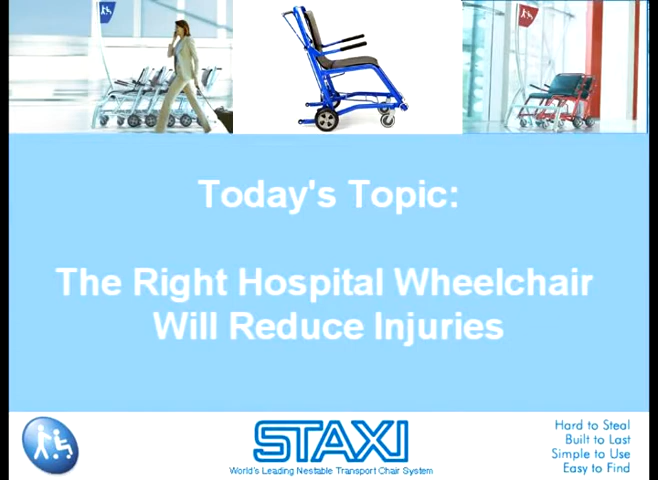 Today's Topic:
The Right Hospital Wheelchair
Will Reduce Injuries
STAXI
World's Leading Nestable Transport Chair System
Hard to Steal
Built to Last
Simple to Use
Easy to Find